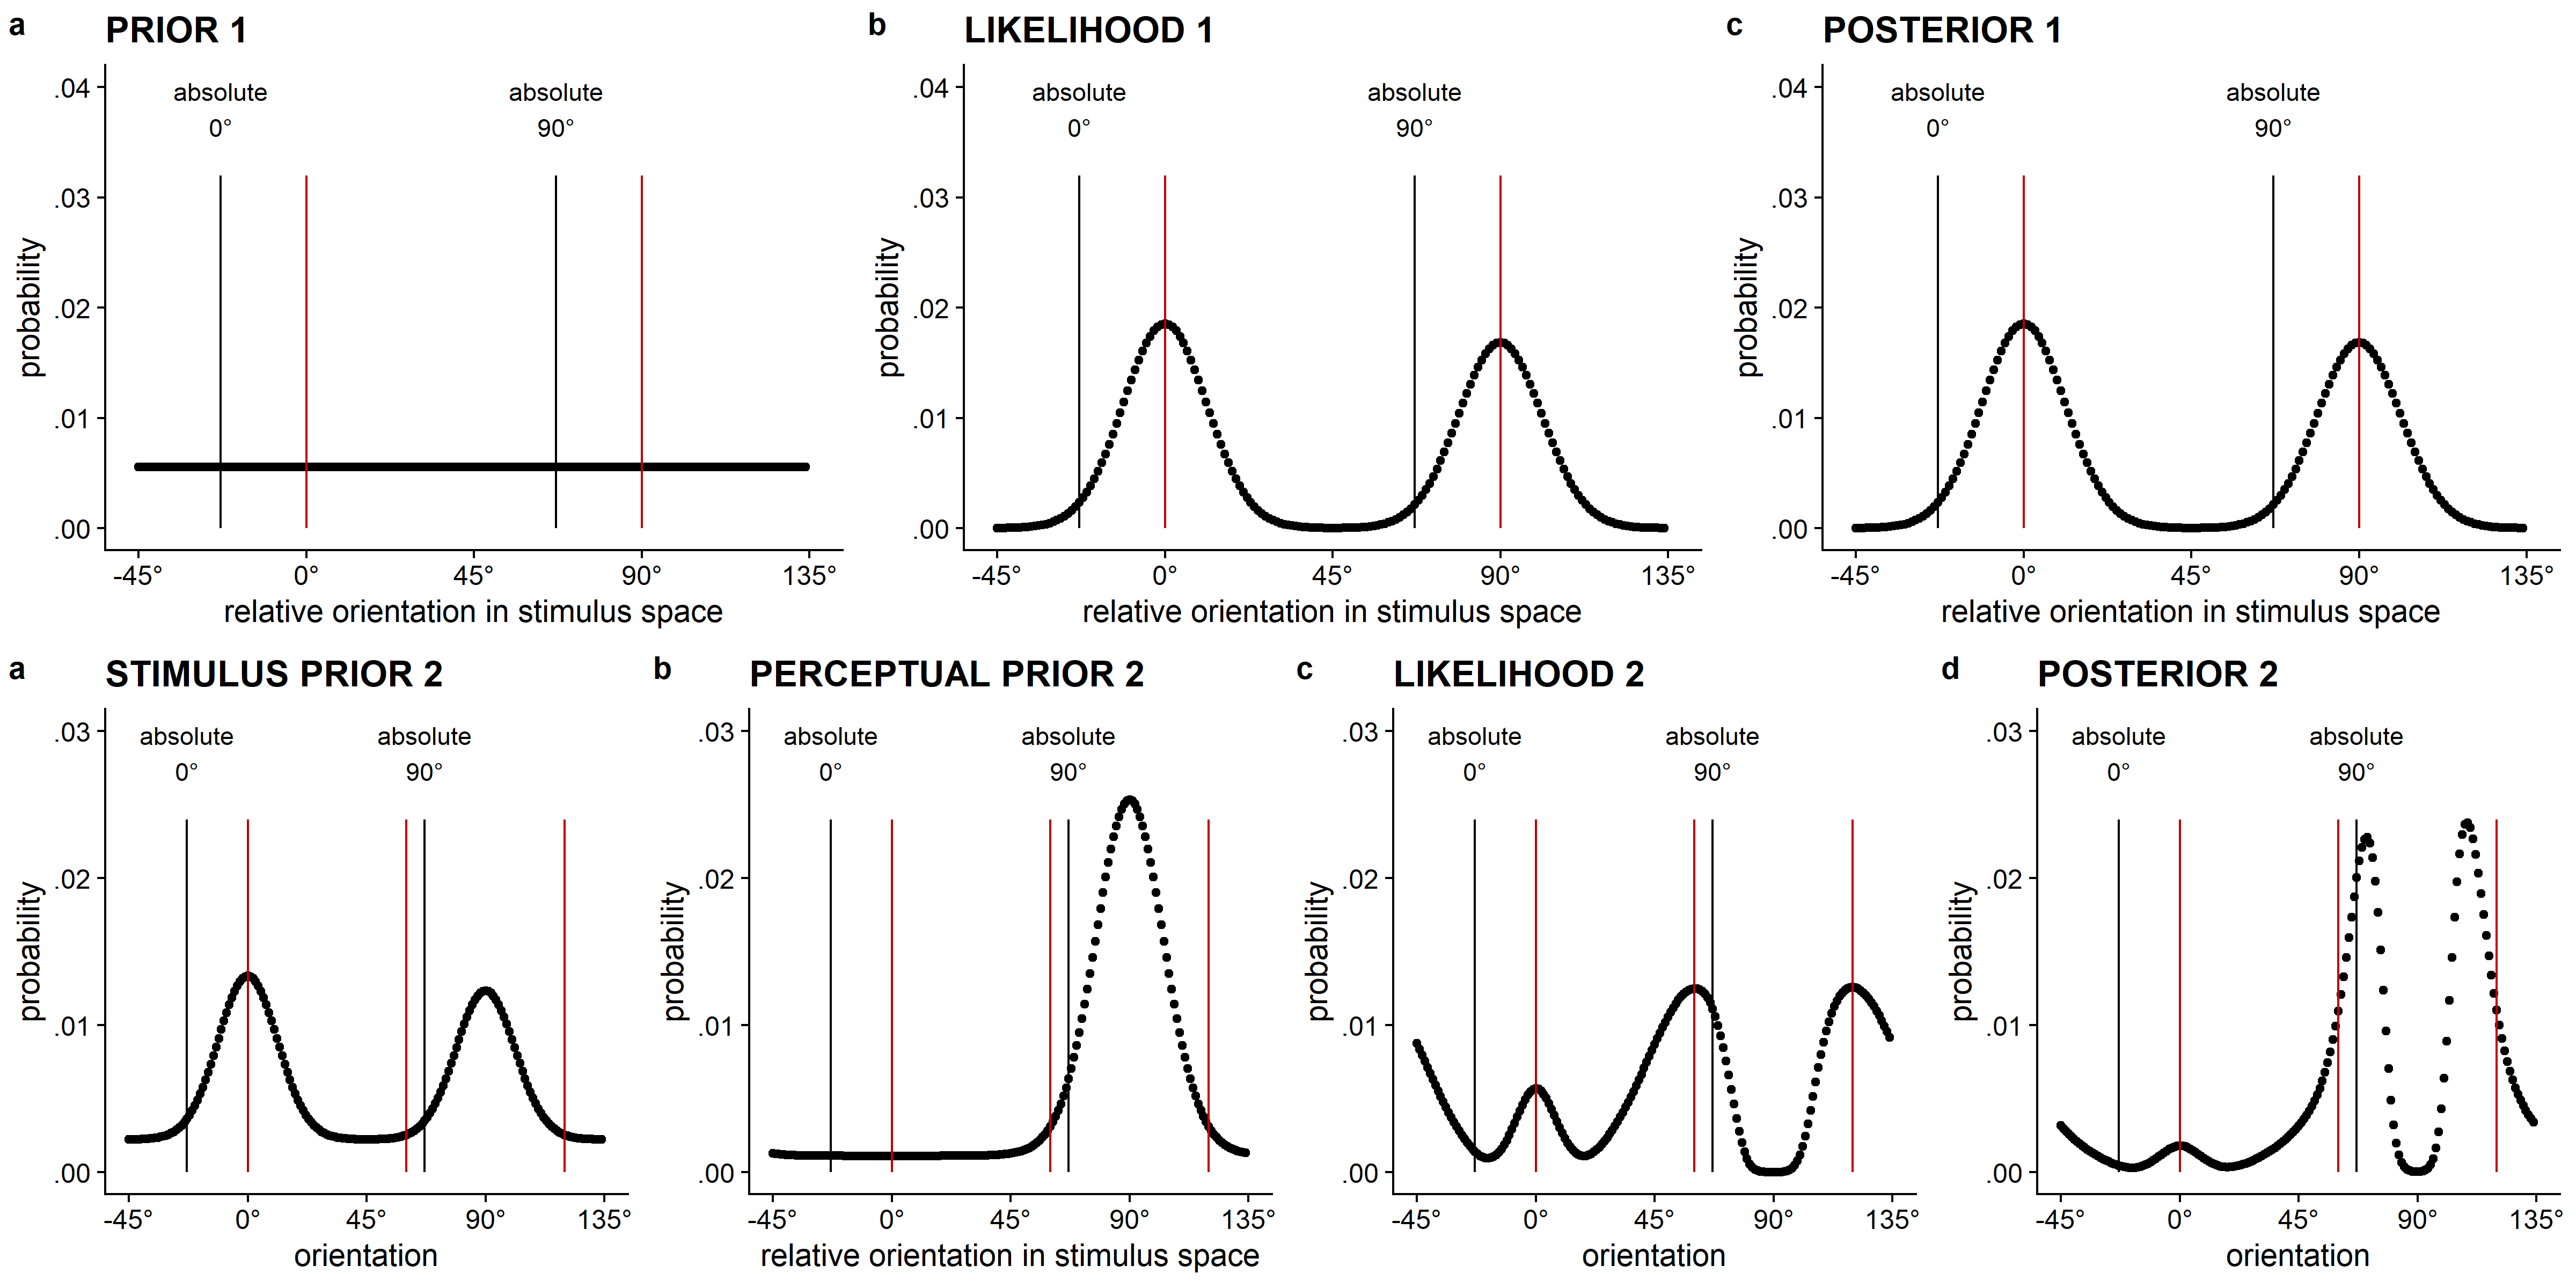 a PRIOR 1
absolute 0°
absolute 90°
.04
.03
.02
.01
.00
probability
-45° 0° 45° 90° 135°
relative orientation in stimulus space
b LIKELIHOOD 1
absolute 0°
absolute 90°
.04
.03
.02
.01
.00
probability
-45° 0° 45° 90° 135°
relative orientation in stimulus space
c POSTERIOR 1
absolute 0°
absolute 90°
.04
.03
.02
.01
.00
probability
-45° 0° 45° 90° 135°
relative orientation in stimulus space
a STIMULUS PRIOR 2
absolute 0°
absolute 90°
.03
.02
.01
.00
probability
-45° 0° 45° 90° 135°
orientation
b PERCEPTUAL PRIOR 2
absolute 0°
absolute 90°
.03
.02
.01
.00
probability
-45° 0° 45° 90° 135°
relative orientation in stimulus space
c LIKELIHOOD 2
absolute 0°
absolute 90°
.03
.02
.01
.00
probability
-45° 0° 45° 90° 135°
orientation
d POSTERIOR 2
absolute 0°
absolute 90°
.03
.02
.01
.00
probability
-45° 0° 45° 90° 135°
orientation